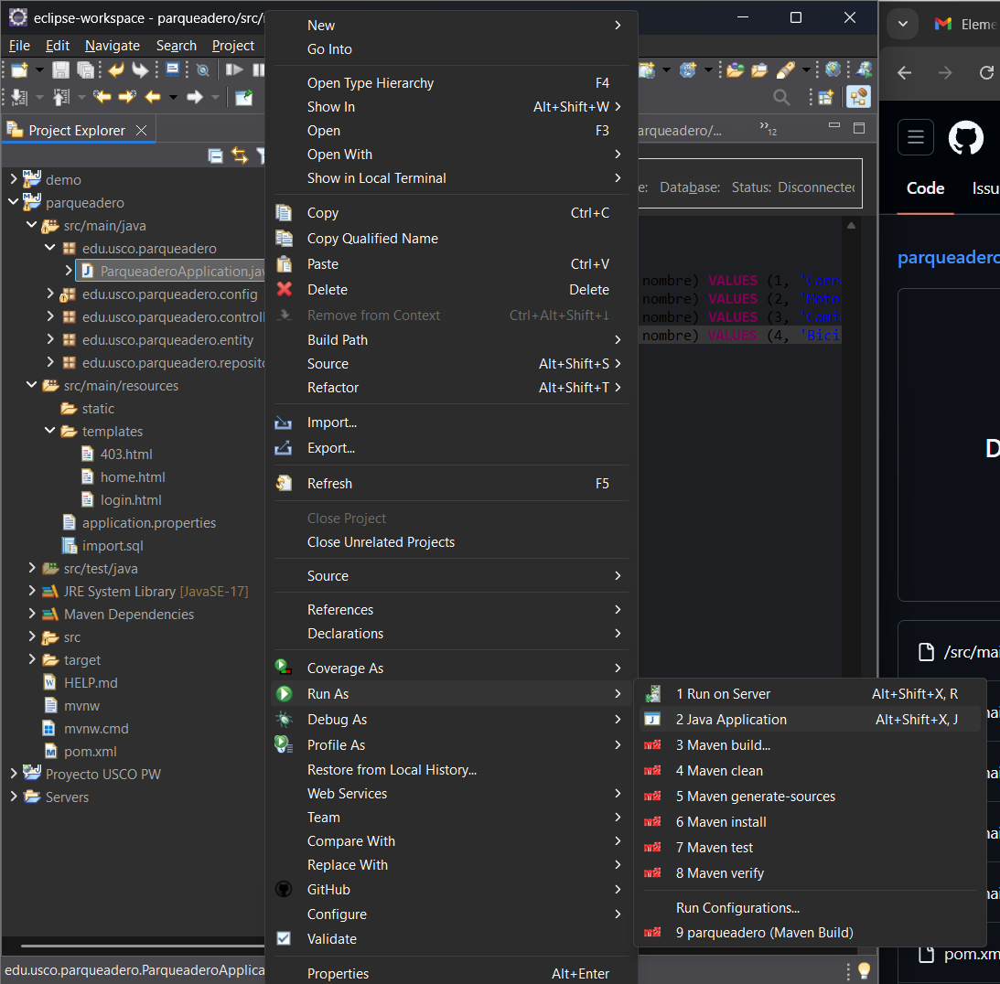 eclipse-workspace - parqueadero/src/
File Edit Navigate Search Project
Project Explorer
demo
parqueadero
src/main/java
edu.usco.parqueadero
ParqueaderoApplication.jav
edu.usco.parqueadero.config
edu.usco.parqueadero.controll
edu.usco.parqueadero.entity
edu.usco.parqueadero.reposito
src/main/resources
static
templates
403.html
home.html
login.html
application.properties
import.sql
src/test/java
JRE System Library [JavaSE-17]
Maven Dependencies
src
target
HELP.md
mvnw
mvnw.cmd
pom.xml
Proyecto USCO PW
Servers
edu.usco.parqueadero.ParqueaderoApplica
New
Go Into
Open Type Hierarchy F4
Show In Alt+Shift+W
Open F3
Open With
Show in Local Terminal
Copy Ctrl+C
Copy Qualified Name
Paste Ctrl+V
Delete Delete
Remove from Context Ctrl+Alt+Shift+↓
Build Path
Source Alt+Shift+S
Refactor Alt+Shift+T
Import...
Export...
Refresh F5
Close Project
Close Unrelated Projects
Source
References
Declarations
Coverage As
Run As
Debug As
Profile As
Restore from Local History...
Web Services
Team
Compare With
Replace With
GitHub
Configure
Validate
Properties Alt+Enter
1 Run on Server Alt+Shift+X, R
2 Java Application Alt+Shift+X, J
3 Maven build...
4 Maven clean
5 Maven generate-sources
6 Maven install
7 Maven test
8 Maven verify
Run Configurations...
9 parqueadero (Maven Build)
arqueadero/... »12
e: Database: Status: Disconnected
nombre) VALUES (1, 'Carr
nombre) VALUES (2, 'Moto
nombre) VALUES (3, 'Cami
nombre) VALUES (4, 'Bici
Eleme
Code Issu
parqueadero
D
/src/mai
pom.xm